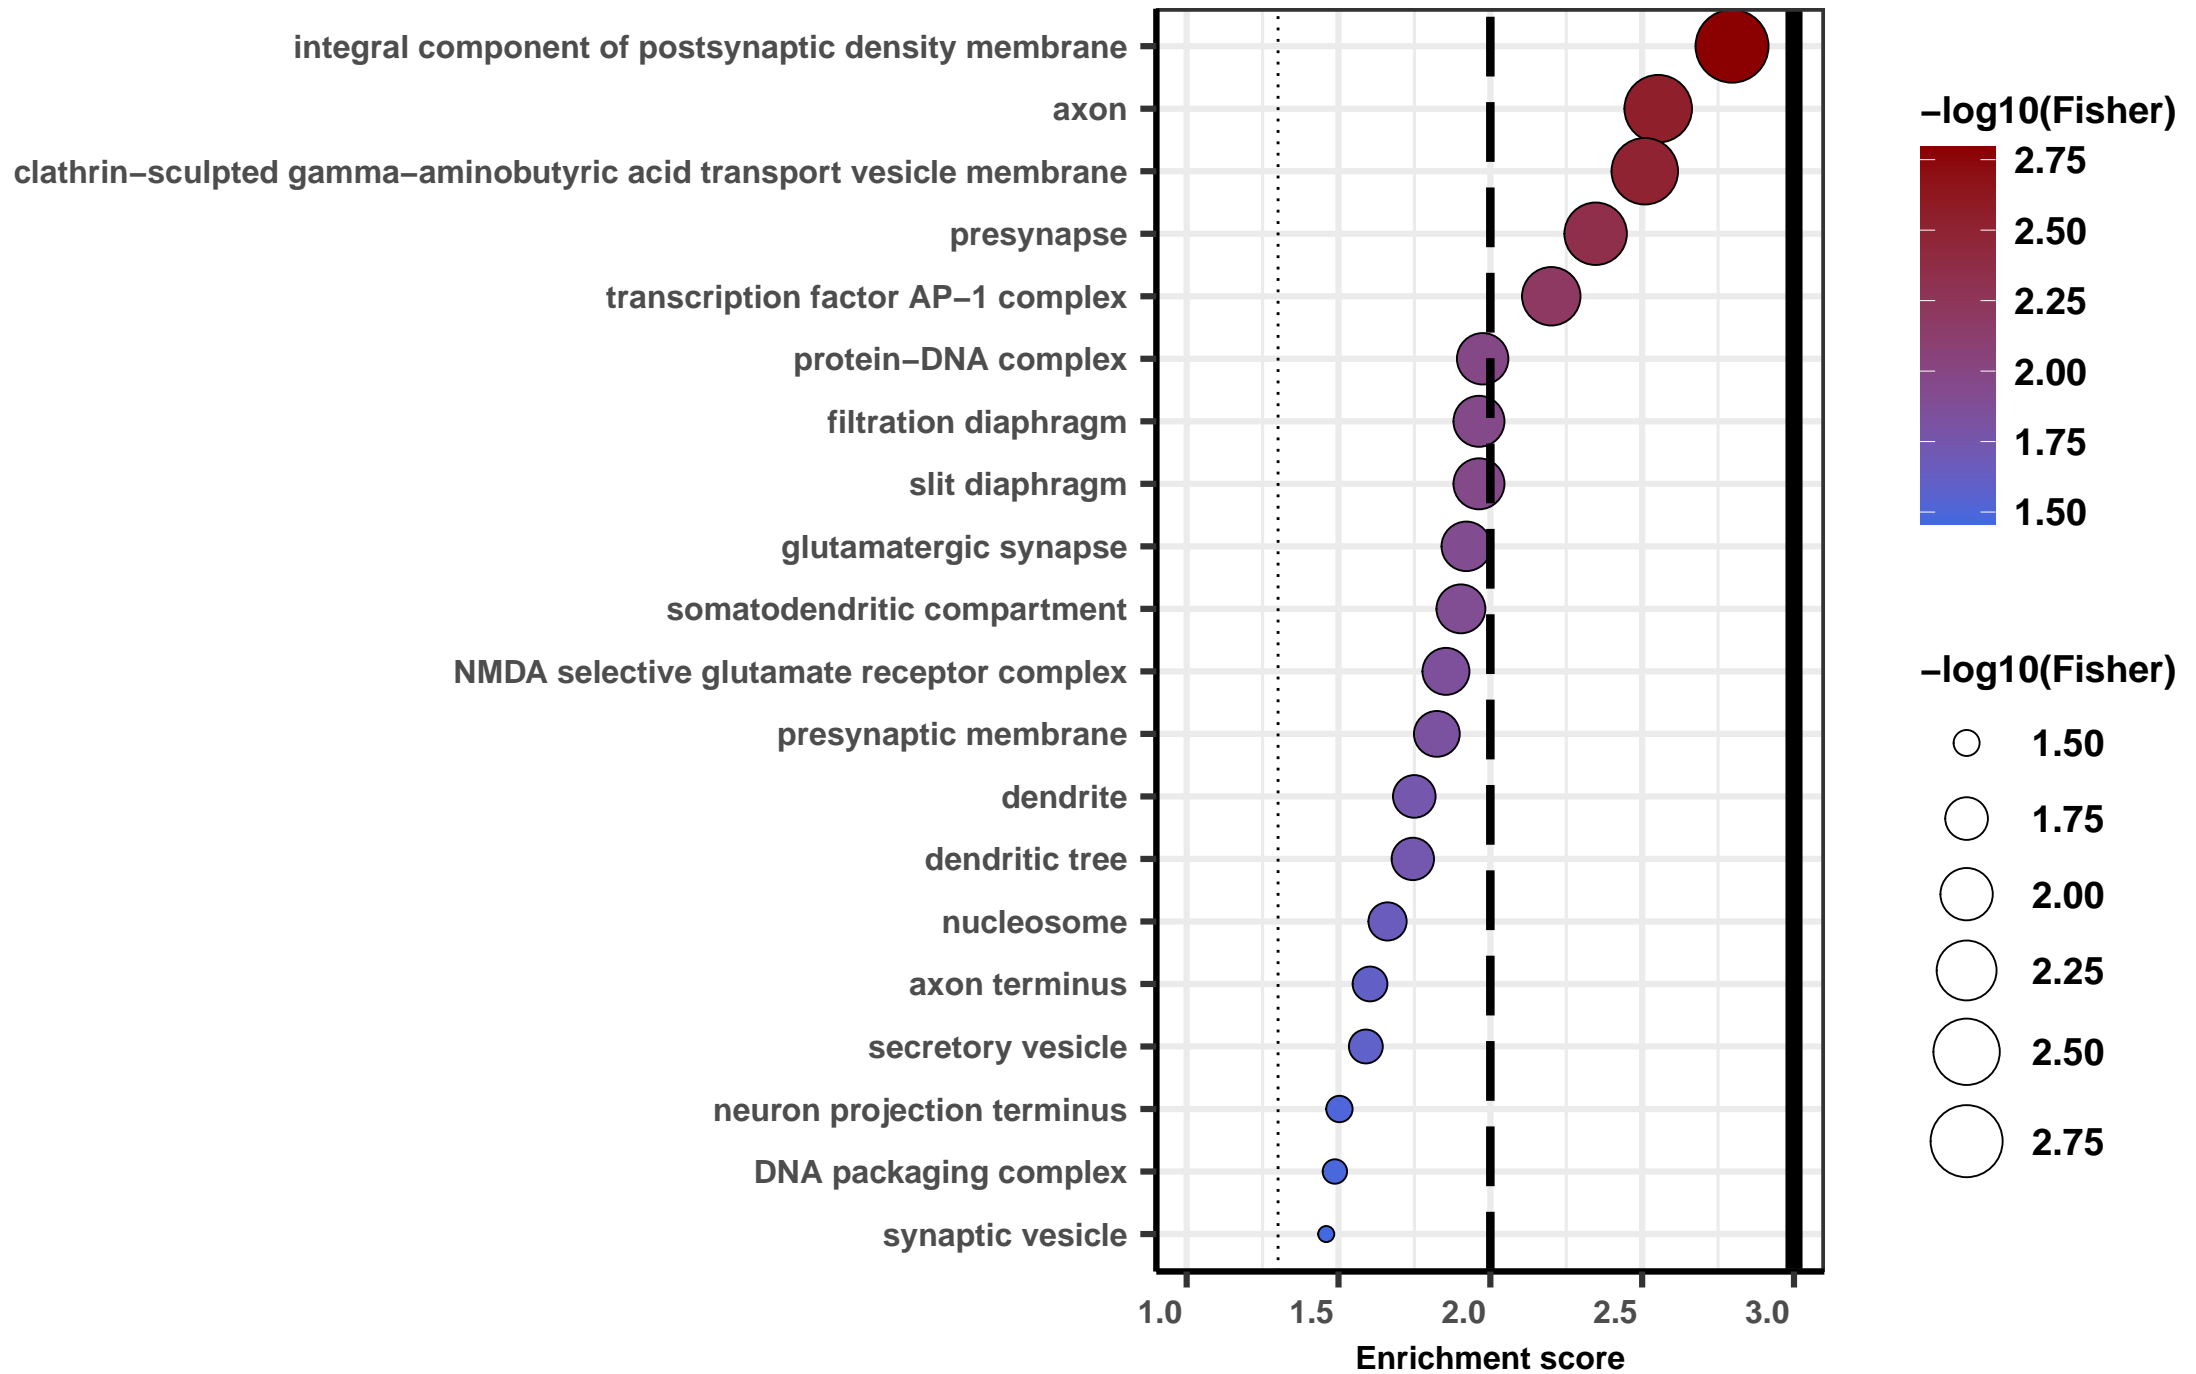 integral component of postsynaptic density membrane
axon
clathrin−sculpted gamma−aminobutyric acid transport vesicle membrane
presynapse
transcription factor AP−1 complex
protein−DNA complex
filtration diaphragm
slit diaphragm
glutamatergic synapse
somatodendritic compartment
NMDA selective glutamate receptor complex
presynaptic membrane
dendrite
dendritic tree
nucleosome
axon terminus
secretory vesicle
neuron projection terminus
DNA packaging complex
synaptic vesicle
1.0 1.5 2.0 2.5 3.0
Enrichment score
−log10(Fisher)
2.75
2.50
2.25
2.00
1.75
1.50
−log10(Fisher)
1.50
1.75
2.00
2.25
2.50
2.75